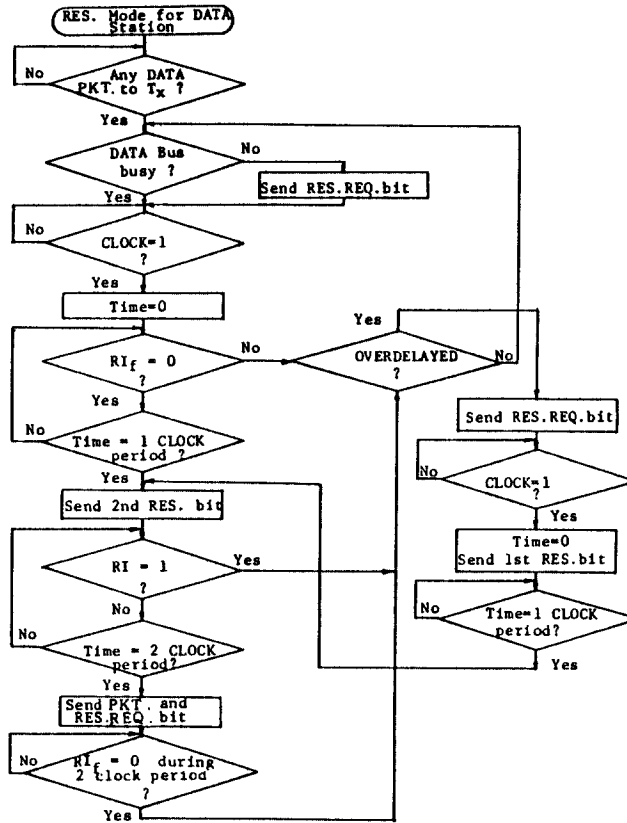 RES. Mode for DATA
Station
No
Any DATA
PKT. to Tx ?
Yes
DATA Bus
busy ?
No
Send RES.REQ.bit
Yes
No
CLOCK=1
?
Yes
Time=0
RIf = 0
?
No
Yes
OVERDELAYED
?
No
Yes
No
Time = 1 CLOCK
period ?
Yes
Send 2nd RES. bit
RI = 1
?
Yes
No
No
Time = 2 CLOCK
period?
Yes
Send PKT. and
RES.REQ.bit
No
RIf = 0 during
2 clock period
?
Yes
Send RES.REQ.bit
No
CLOCK=1
?
Yes
Time=0
Send 1st RES.bit
No
Time=1 CLOCK
period?
Yes